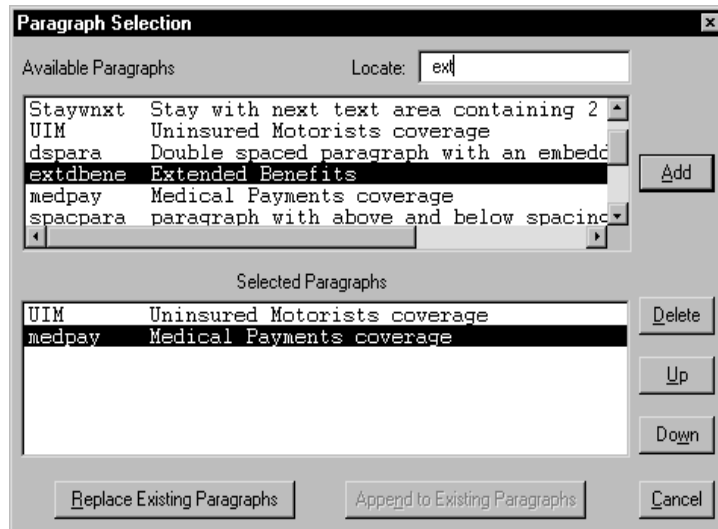 Paragraph Selection
Available Paragraphs Locate: ext
Staywnxt Stay with next text area containing 2
UIM Uninsured Motorists coverage
dspara Double spaced paragraph with an embedd
extdbene Extended Benefits
medpay Medical Payments coverage
spacpara paragraph with above and below spacing
Add
Selected Paragraphs
UIM Uninsured Motorists coverage
medpay Medical Payments coverage
Delete
Up
Down
Replace Existing Paragraphs Append to Existing Paragraphs Cancel